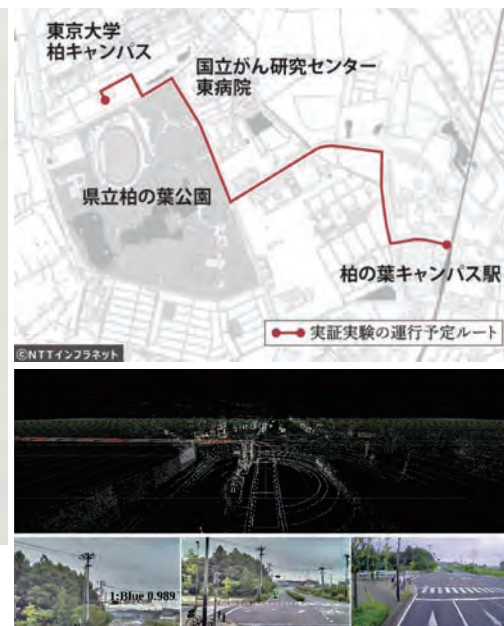 東京大学
柏キャンパス
国立がん研究センター
東病院
県立柏の葉公園
柏の葉キャンパス駅
実証実験の運行予定ルート
©NTTインフラネット
1:Blue 0.989